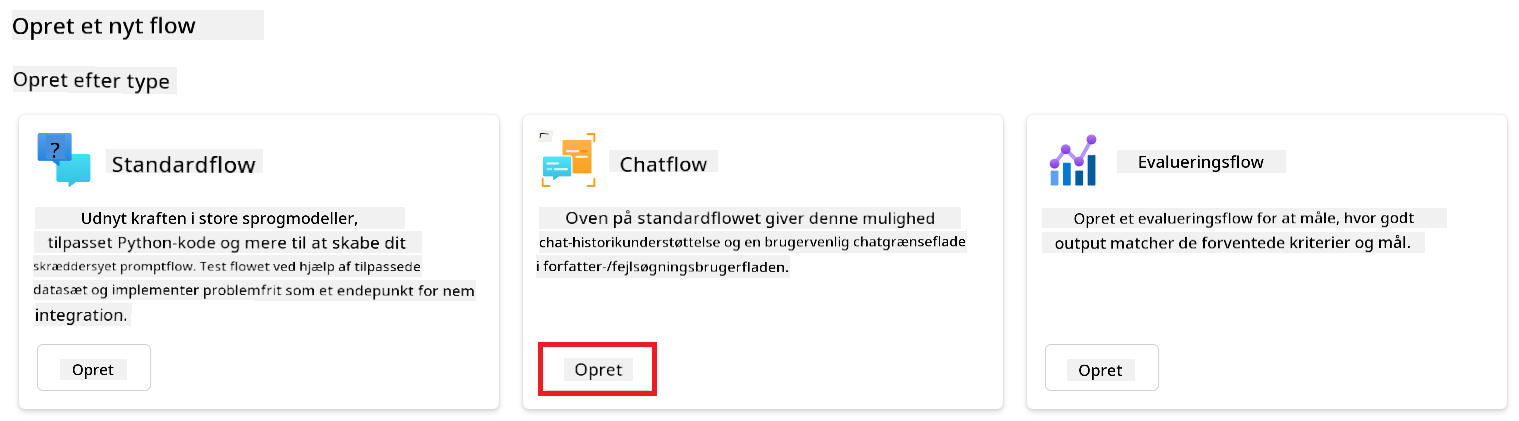 Opret et nyt flow
Opret efter type
?
Standardflow
Udnyt kraften i store sprogmodeller,
tilpasset Python-kode og mere til at skabe dit
skræddersyet promptflow. Test flowet ved hjælp af tilpassede
datasæt og implementer problemfrit som et endepunkt for nem
integration.
Opret
Chatflow
Oven på standardflowet giver denne mulighed
chat-historikunderstøttelse og en brugervenlig chatgrænseflade
i forfatter-/fejlsøgningsbrugerfladen.
Opret
Evalueringsflow
Opret et evalueringsflow for at måle, hvor godt
output matcher de forventede kriterier og mål.
Opret